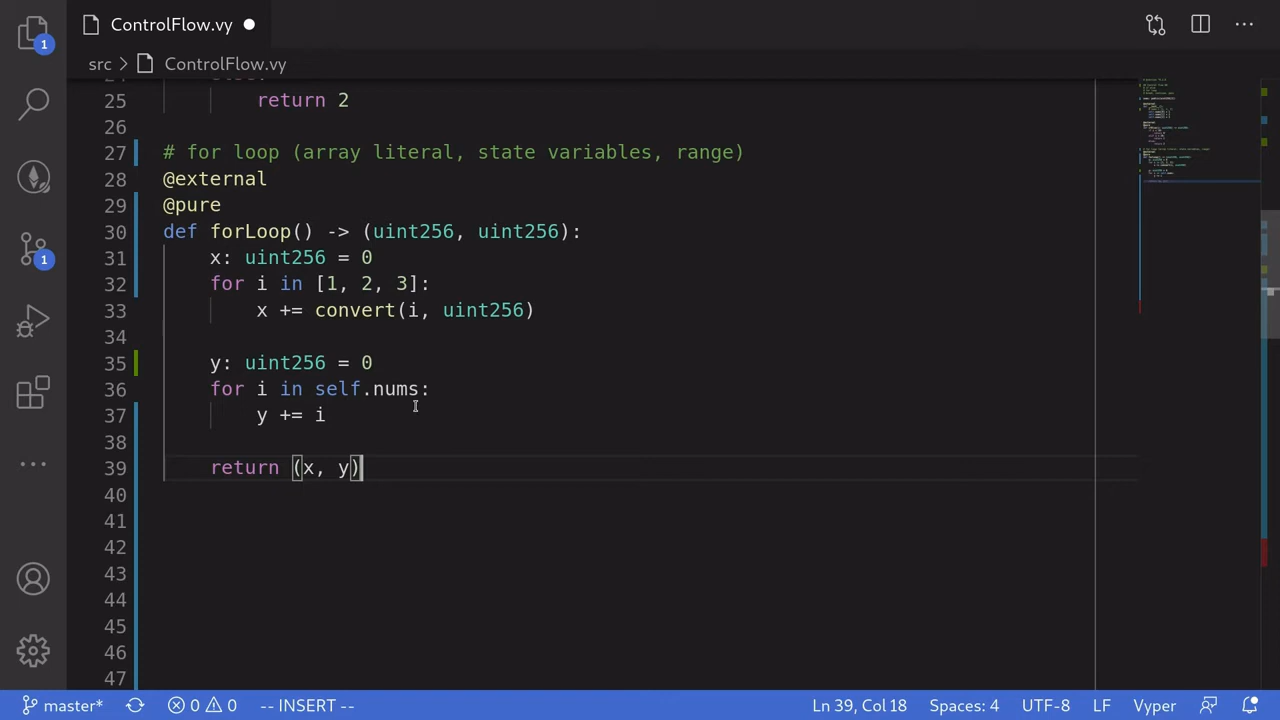 ControlFlow.vy
src > ControlFlow.vy
25 return 2
26
27 # for loop (array literal, state variables, range)
28 @external
29 @pure
30 def forLoop() -> (uint256, uint256):
31 x: uint256 = 0
32 for i in [1, 2, 3]:
33 x += convert(i, uint256)
34
35 y: uint256 = 0
36 for i in self.nums:
37 y += i
38
39 return (x, y)
40
41
42
43
44
45
46
47
1
1
master* 0 0 -- INSERT -- Ln 39, Col 18 Spaces: 4 UTF-8 LF Vyper